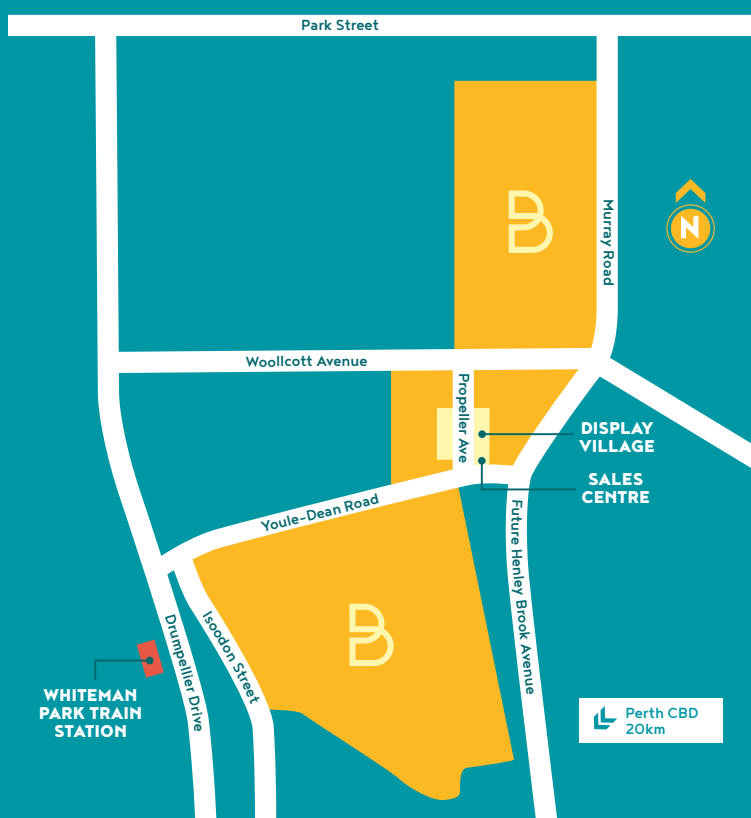 Park Street
Murray Road
N
B
Woollcott Avenue
Propeller Ave
DISPLAY
VILLAGE
SALES
CENTRE
Youle-Dean Road
Future Henley Brook Avenue
Isoodon Street
Drumpellier Drive
B
WHITEMAN
PARK TRAIN
STATION
Perth CBD
20km